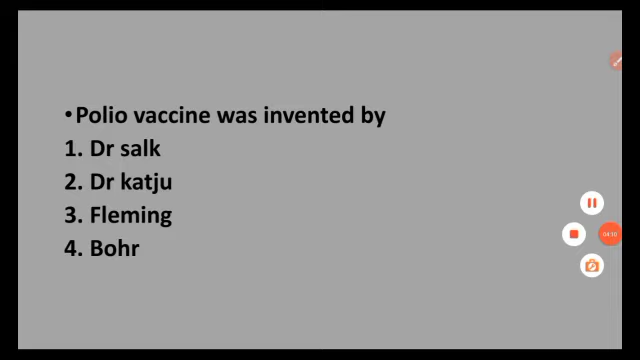 •Polio vaccine was invented by
1. Dr salk
2. Dr katju
3. Fleming
4. Bohr
04:10